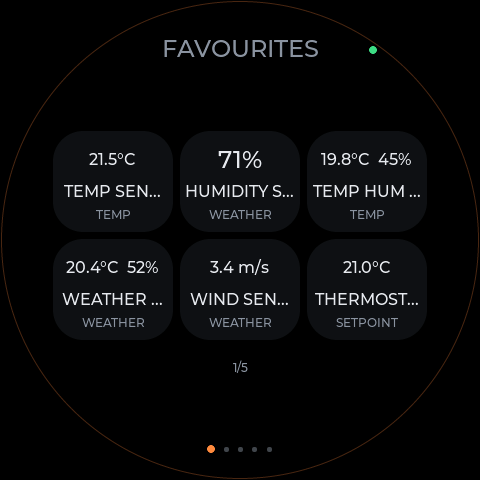 FAVOURITES
21.5°C
TEMP SEN...
TEMP
71%
HUMIDITY S...
WEATHER
19.8°C 45%
TEMP HUM ...
TEMP
20.4°C 52%
WEATHER ...
WEATHER
3.4 m/s
WIND SEN...
WEATHER
21.0°C
THERMOST...
SETPOINT
1/5